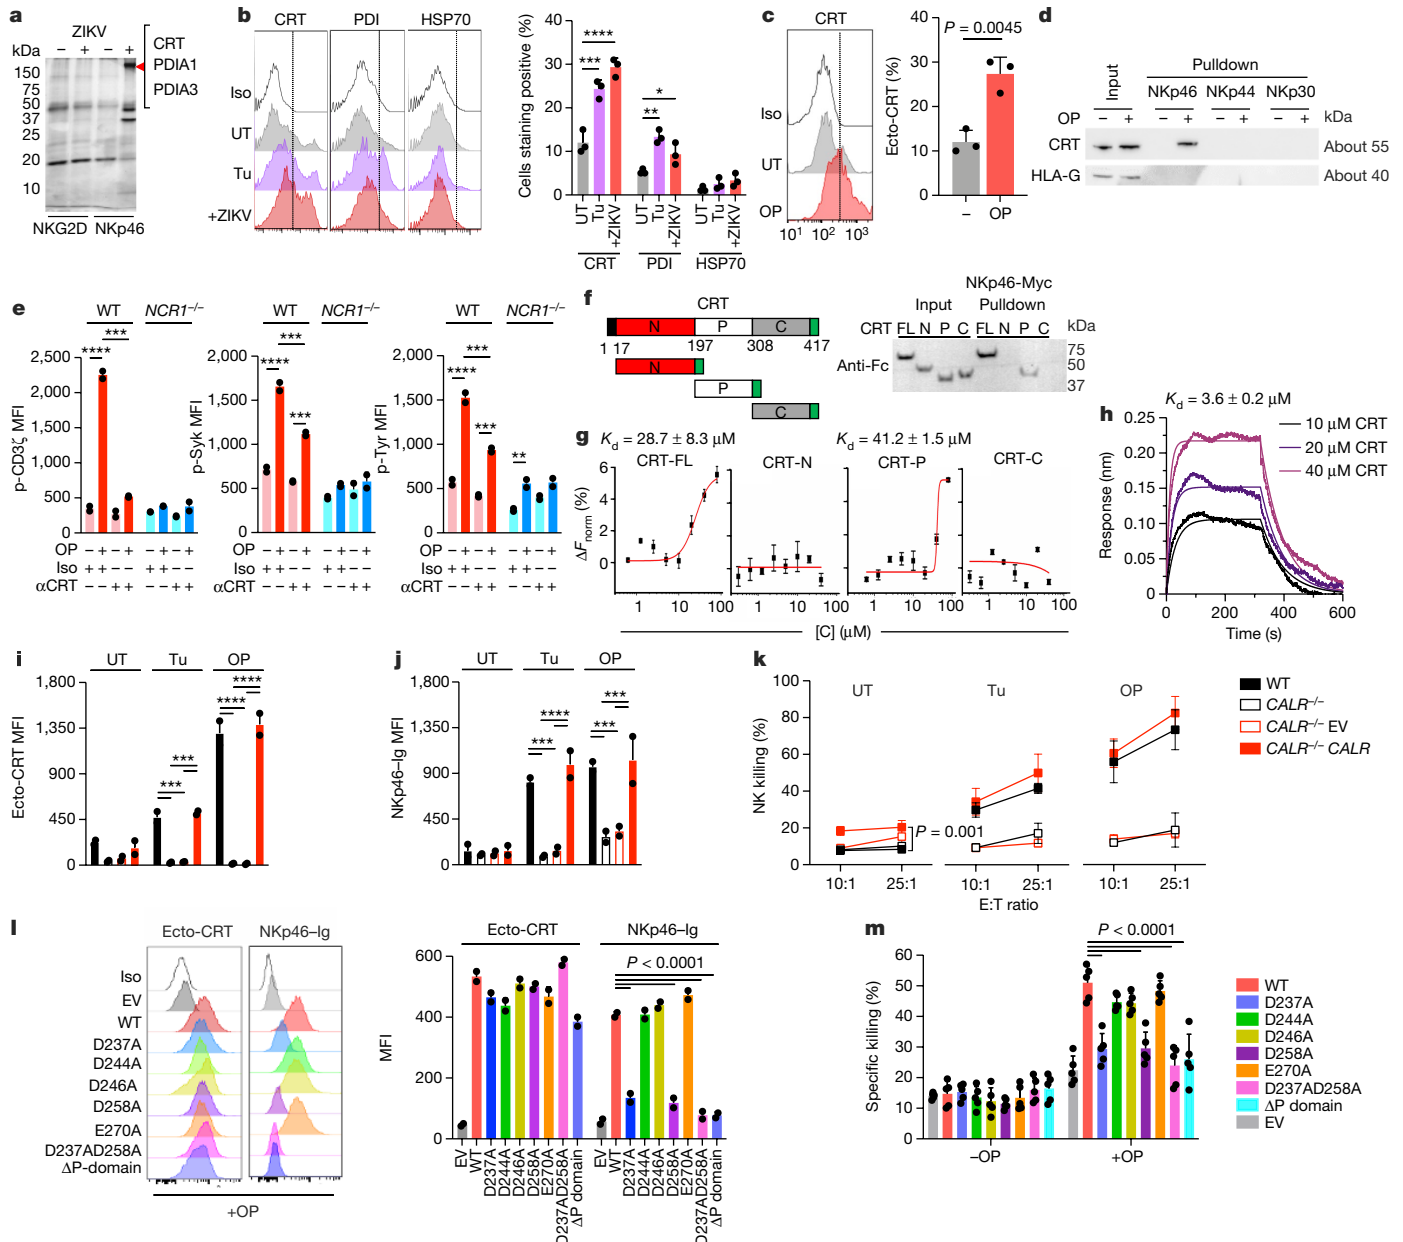 a
ZIKV
kDa – + – +
150
75
50
37
25
20
10
CRT
PDIA1
PDIA3
NKG2D NKp46
b
CRT PDI HSP70
Iso
UT
Tu
+ZIKV
Cells staining positive (%)
40
30
20
10
0
**** *** * **
UT Tu +ZIKV UT Tu +ZIKV UT Tu +ZIKV
CRT PDI HSP70
c
CRT
Iso
UT
OP
10¹ 10² 10³
Ecto-CRT (%)
40
30
20
10
0
P = 0.0045
– OP
d
Input
Pulldown
NKp46 NKp44 NKp30
OP – + – + – + – + kDa
CRT About 55
HLA-G About 40
e
WT NCR1–/–
p-CD3ζ MFI
2,500
2,000
1,500
1,000
500
0
*** ****
WT NCR1–/–
p-Syk MFI
2,000
1,500
1,000
500
0
*** **** ***
WT NCR1–/–
p-Tyr MFI
2,000
1,500
1,000
500
0
*** **** *** **
OP – + – + – + – +
Iso + + – – + + – –
αCRT – – + + – – + +
f
CRT
N P C
1 17 197 308 417
N
P
C
NKp46-Myc
Input Pulldown
CRT FL N P C FL N P C kDa
Anti-Fc
75
50
37
g
Kd = 28.7 ± 8.3 μM Kd = 41.2 ± 1.5 μM
CRT-FL CRT-N CRT-P CRT-C
ΔFnorm (%)
6
4
2
0
1 10 100 1 10 100 1 10 100 1 10 100
[C] (μM)
h
Kd = 3.6 ± 0.2 μM
Response (nm)
0.25
0.20
0.15
0.10
0.05
0
10 μM CRT
20 μM CRT
40 μM CRT
0 200 400 600
Time (s)
i
UT Tu OP
Ecto-CRT MFI
1,800
1,350
900
450
0
*** *** **** ****
j
UT Tu OP
NKp46–Ig MFI
1,800
1,350
900
450
0
**** *** *** ***
k
UT Tu OP
NK killing (%)
100
80
60
40
20
0
P = 0.001
10:1 25:1 10:1 25:1 10:1 25:1
E:T ratio
WT
CALR–/–
CALR–/– EV
CALR–/– CALR
l
Ecto-CRT NKp46–Ig
Iso
EV
WT
D237A
D244A
D246A
D258A
E270A
D237AD258A
ΔP-domain
+OP
Ecto-CRT NKp46–Ig
MFI
600
400
200
0
P < 0.0001
EV WT D237A D244A D246A D258A E270A D237AD258A ΔP domain
EV WT D237A D244A D246A D258A E270A D237AD258A ΔP domain
m
Specific killing (%)
60
50
40
30
20
10
0
P < 0.0001
–OP +OP
WT
D237A
D244A
D246A
D258A
E270A
D237AD258A
ΔP domain
EV